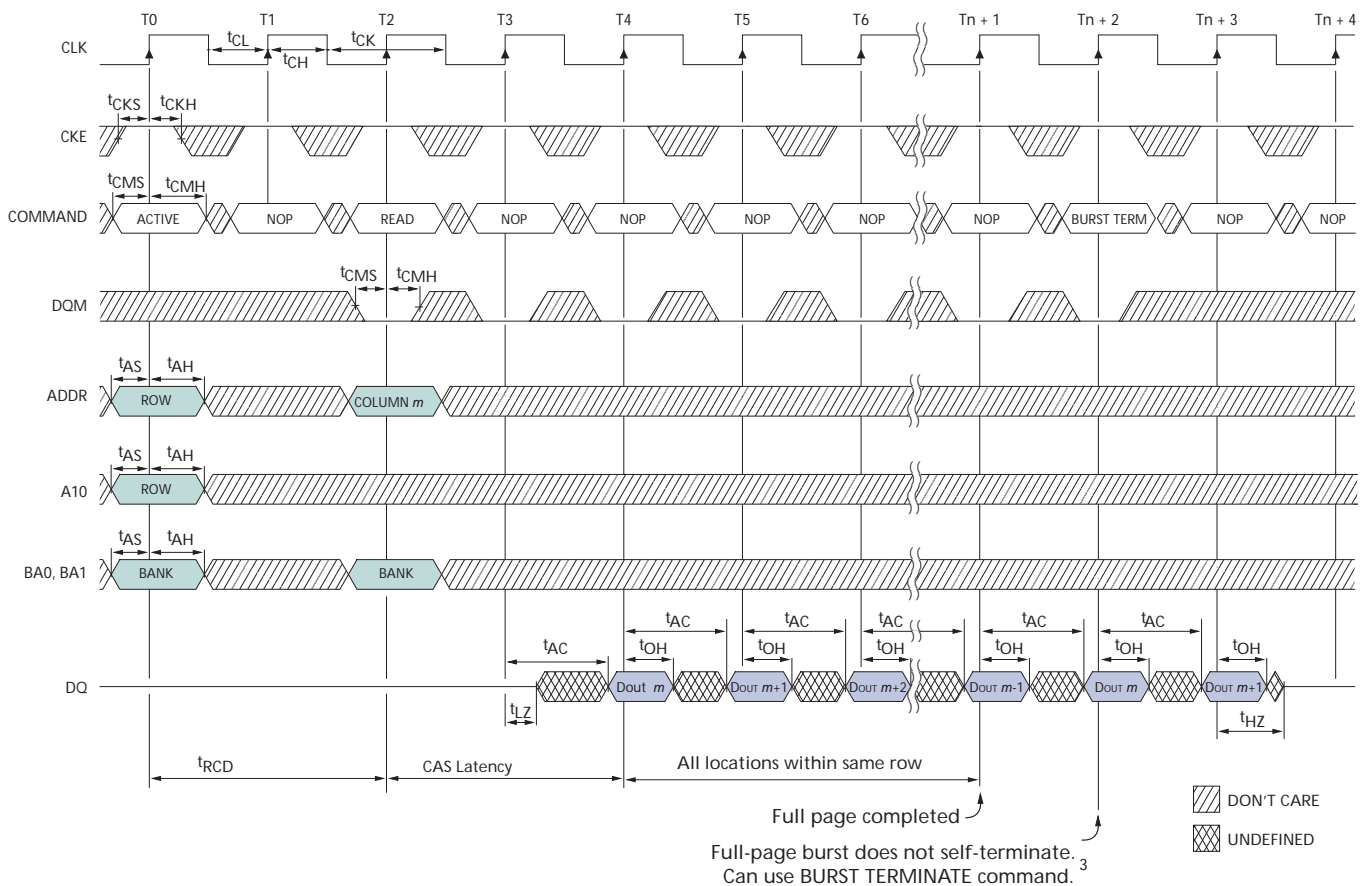 T0 T1 T2 T3 T4 T5 T6 Tn + 1 Tn + 2 Tn + 3 Tn + 4
CLK
tCL tCK
tCH
tCKS tCKH
CKE
tCMS tCMH
COMMAND ACTIVE NOP READ NOP NOP NOP NOP NOP BURST TERM NOP NOP
tCMS tCMH
DQM
tAS tAH
ADDR ROW COLUMN m
tAS tAH
A10 ROW
tAS tAH
BA0, BA1 BANK BANK
tAC tAC tAC tAC tAC tAC
tOH tOH tOH tOH tOH tOH
DQ Dout m DOUT m+1 DOUT m+2 DOUT m-1 DOUT m DOUT m+1
tLZ tHZ
tRCD CAS Latency All locations within same row
Full page completed
DON'T CARE
UNDEFINED
Full-page burst does not self-terminate. 3
Can use BURST TERMINATE command.